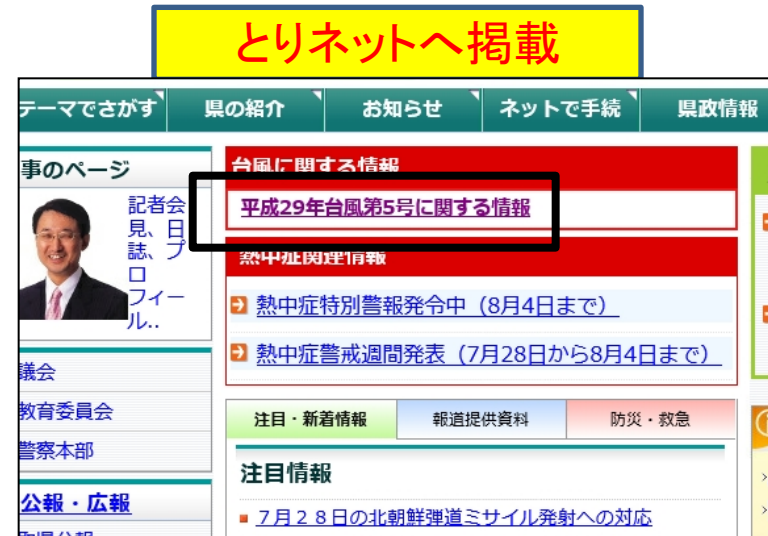 とりネットへ掲載
テーマでさがす 県の紹介 お知らせ ネットで手続 県政情報
事のページ
記者会
見、日
誌、プ
ロ
フィー
ル..
議会
教育委員会
警察本部
公報・広報
台風に関する情報
平成29年台風第5号に関する情報
熱中症関連情報
熱中症特別警報発令中（8月4日まで）
熱中症警戒週間発表（7月28日から8月4日まで）
注目・新着情報 報道提供資料 防災・救急
注目情報
７月２８日の北朝鮮弾道ミサイル発射への対応